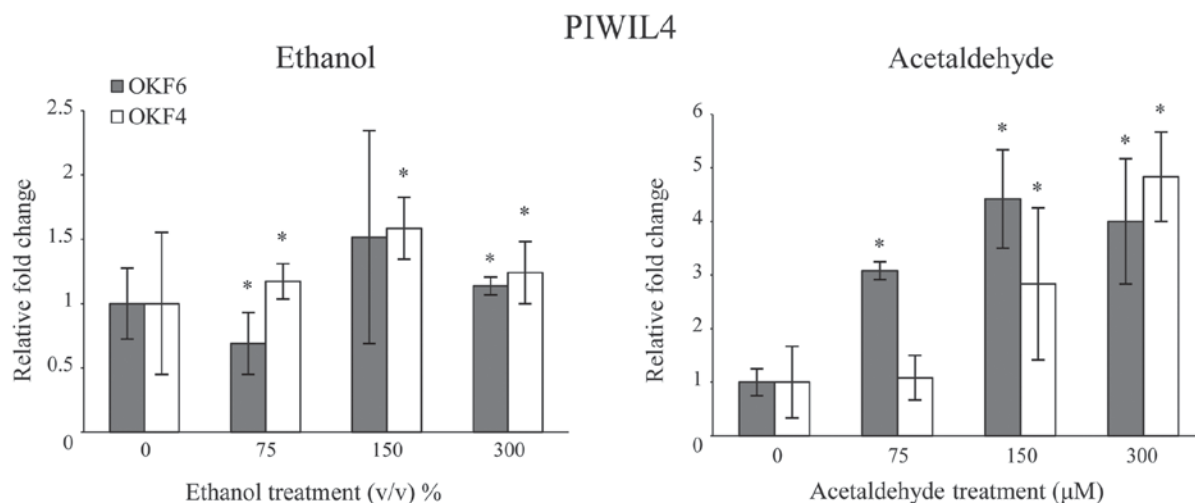 PIWIL4
Ethanol
OKF6
OKF4
Relative fold change
2.5
2
1.5
1
0.5
0
* * * * *
0 75 150 300
Ethanol treatment (v/v) %
Acetaldehyde
Relative fold change
6
5
4
3
2
1
0
* * * * *
0 75 150 300
Acetaldehyde treatment (μM)